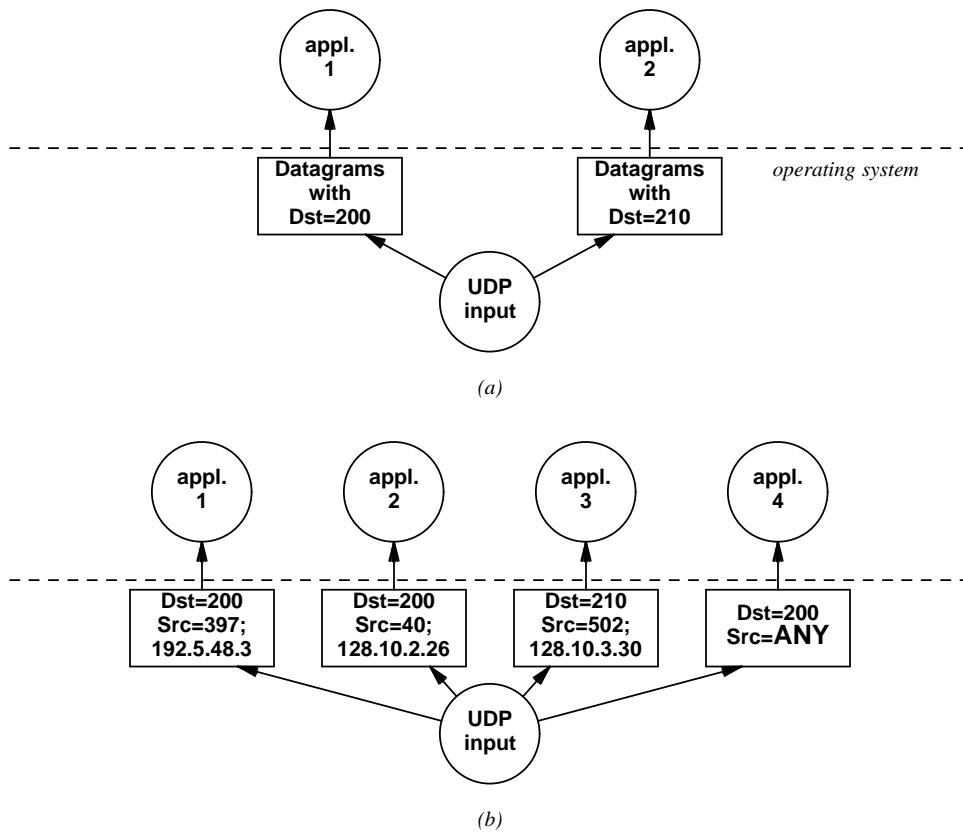 appl.
1
appl.
2
Datagrams
with
Dst=200
Datagrams
with
Dst=210
operating system
UDP
input
(a)
appl.
1
appl.
2
appl.
3
appl.
4
Dst=200
Src=397;
192.5.48.3
Dst=200
Src=40;
128.10.2.26
Dst=210
Src=502;
128.10.3.30
Dst=200
Src=ANY
UDP
input
(b)